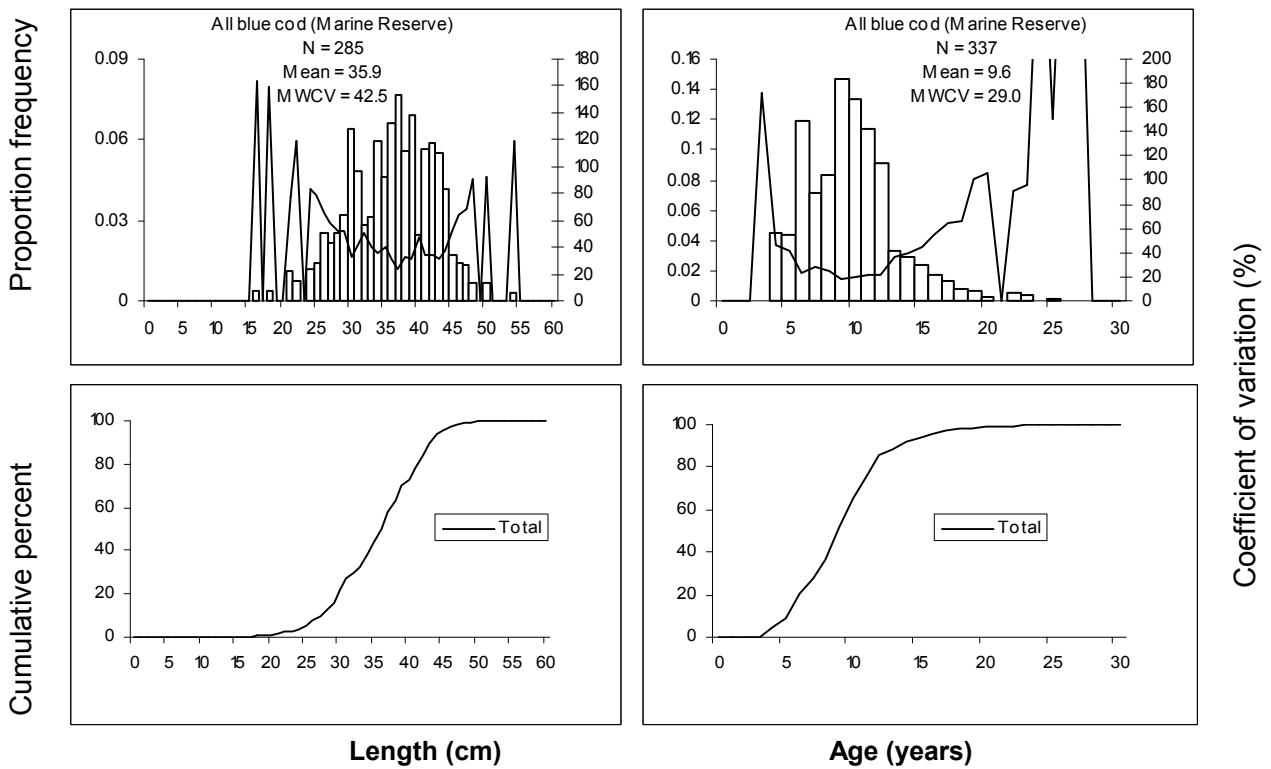 Proportion frequency
All blue cod (Marine Reserve)
N = 285
Mean = 35.9
MWCV = 42.5
0.09
0.06
0.03
0
180
160
140
120
100
80
60
40
20
0
0 5 10 15 20 25 30 35 40 45 50 55 60
All blue cod (Marine Reserve)
N = 337
Mean = 9.6
MWCV = 29.0
0.16
0.14
0.12
0.1
0.08
0.06
0.04
0.02
0
200
180
160
140
120
100
80
60
40
20
0
0 5 10 15 20 25 30
Coefficient of variation (%)
Cumulative percent
100
80
60
40
20
0
Total
0 5 10 15 20 25 30 35 40 45 50 55 60
100
80
60
40
20
0
Total
0 5 10 15 20 25 30
Length (cm)
Age (years)